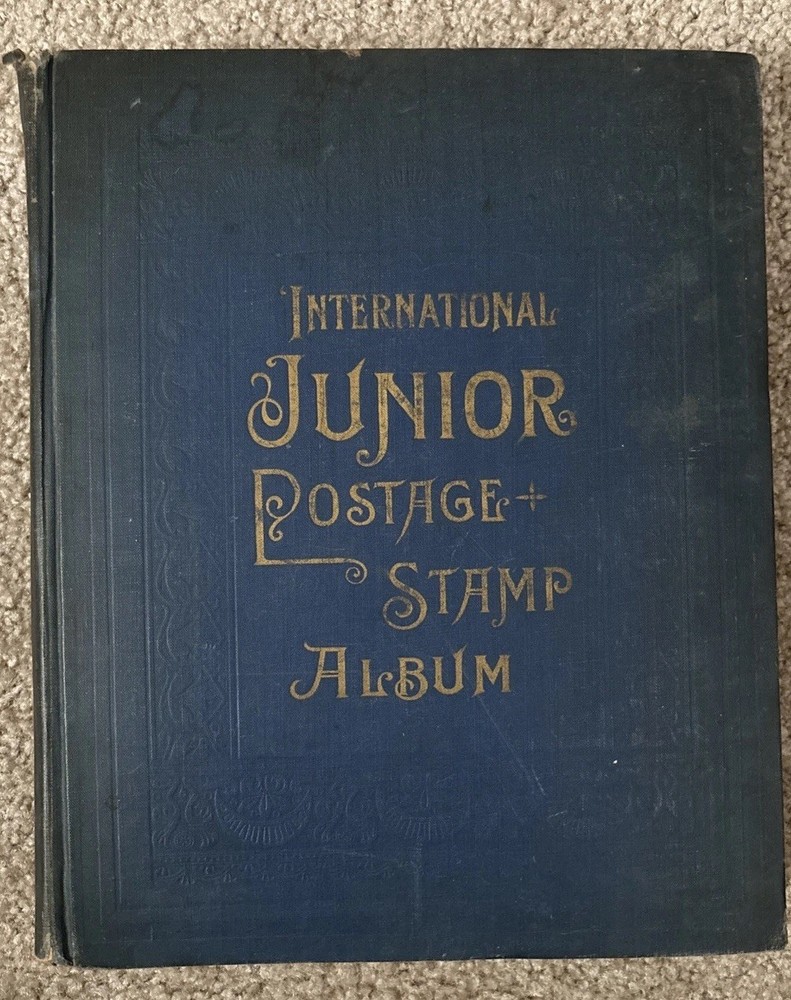 INTERNATIONAL
JUNIOR
POSTAGE
STAMP
ALBUM